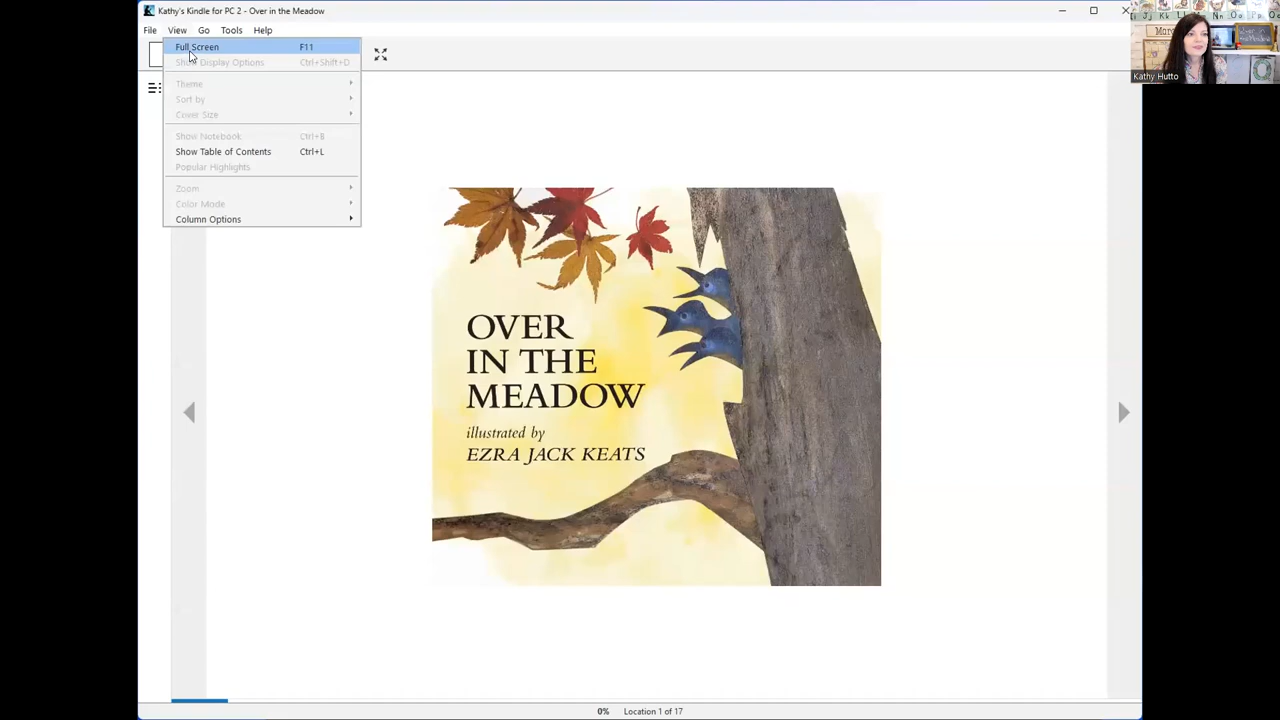 Kathy's Kindle for PC 2 - Over in the Meadow
File View Go Tools Help
Full Screen F11
Show Display Options Ctrl+Shift+D
Theme
Sort by
Cover Size
Show Notebook Ctrl+B
Show Table of Contents Ctrl+L
Popular Highlights
Zoom
Color Mode
Column Options
OVER
IN THE
MEADOW
illustrated by
EZRA JACK KEATS
0% Location 1 of 17
Kathy Hutto